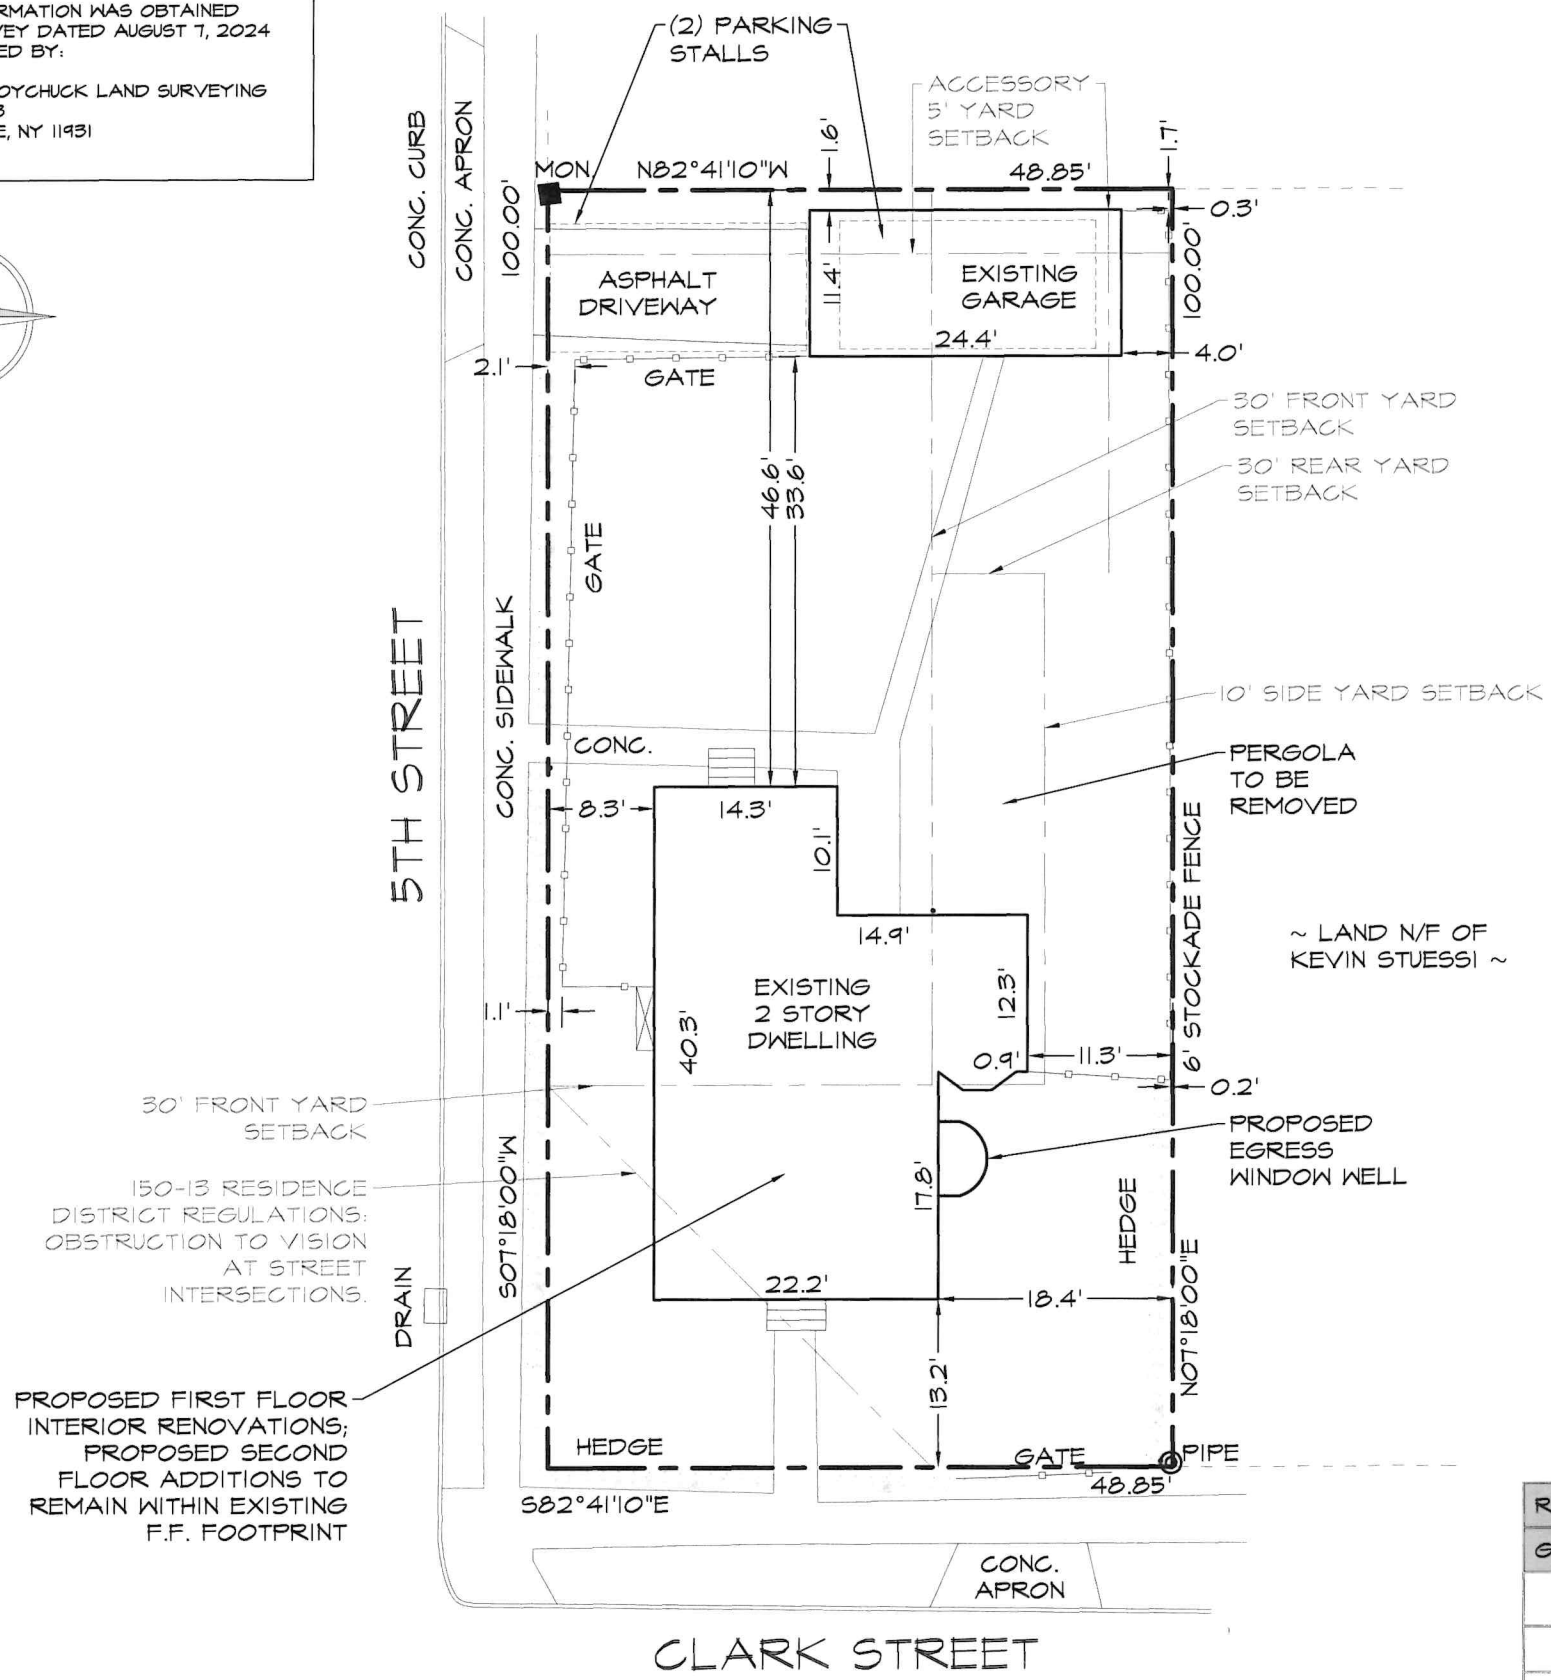 RMATION WAS OBTAINED
VEY DATED AUGUST 7, 2024
ED BY:
OYCHUCK LAND SURVEYING
E, NY 11931
(2) PARKING
STALLS
ACCESSORY
5' YARD
SETBACK
CONC. CURB
CONC. APRON
100.00'
MON.
N82°41'10"W
1.6'
48.85'
1.7'
0.3'
100.00'
ASPHALT
DRIVEWAY
11.4'
EXISTING
GARAGE
24.4'
4.0'
2.1'
GATE
30' FRONT YARD
SETBACK
30' REAR YARD
SETBACK
46.6'
33.6'
GATE
5TH STREET
CONC. SIDEWALK
10' SIDE YARD SETBACK
CONC.
PERGOLA
TO BE
REMOVED
8.3'
14.3'
10.1'
6' STOCKADE FENCE
14.9'
~ LAND N/F OF
KEVIN STUESSI ~
EXISTING
2 STORY
DWELLING
12.3'
1.1'
40.3'
0.9'
11.3'
0.2'
30' FRONT YARD
SETBACK
PROPOSED
EGRESS
WINDOW WELL
150-13 RESIDENCE
DISTRICT REGULATIONS:
OBSTRUCTION TO VISION
AT STREET
INTERSECTIONS.
S07°18'00"W
17.8'
HEDGE
DRAIN
22.2'
18.4'
N07°18'00"E
13.2'
PROPOSED FIRST FLOOR
INTERIOR RENOVATIONS;
PROPOSED SECOND
FLOOR ADDITIONS TO
REMAIN WITHIN EXISTING
F.F. FOOTPRINT
HEDGE
GATE
PIPE
S82°41'10"E
48.85'
CONC.
APRON
CLARK STREET